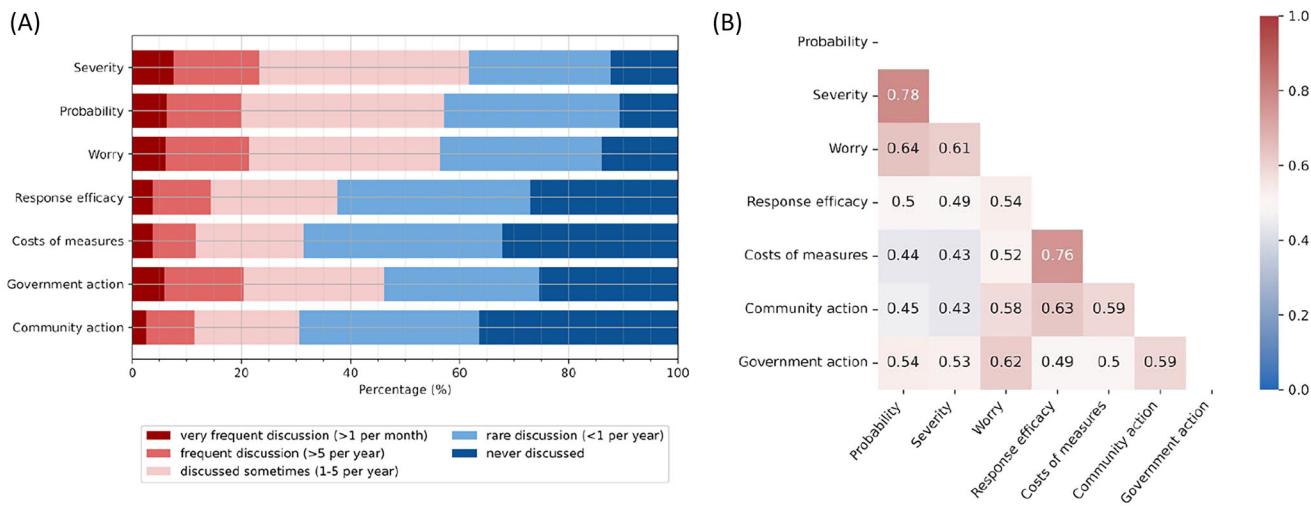 (A)
Severity
Probability
Worry
Response efficacy
Costs of measures
Government action
Community action
0 20 40 60 80 100
Percentage (%)
very frequent discussion (>1 per month)
frequent discussion (>5 per year)
discussed sometimes (1-5 per year)
rare discussion (<1 per year)
never discussed
(B)
Probability
Severity 0.78
Worry 0.64 0.61
Response efficacy 0.5 0.49 0.54
Costs of measures 0.44 0.43 0.52 0.76
Community action 0.45 0.43 0.58 0.63 0.59
Government action 0.54 0.53 0.62 0.49 0.5 0.59
Probability
Severity
Worry
Response efficacy
Costs of measures
Community action
Government action
1.0
0.8
0.6
0.4
0.2
0.0